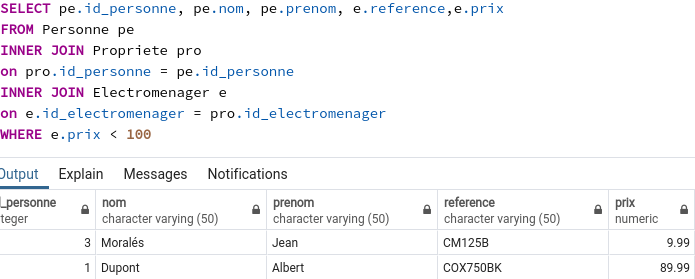 SELECT pe.id_personne, pe.nom, pe.prenom, e.reference,e.prix
FROM Personne pe
INNER JOIN Propriete pro
on pro.id_personne = pe.id_personne
INNER JOIN Electromenager e
on e.id_electromenager = pro.id_electromenager
WHERE e.prix < 100
Output Explain Messages Notifications
_personne nom prenom reference prix
teger character varying (50) character varying (50) character varying (50) numeric
3 Moralés Jean CM125B 9.99
1 Dupont Albert COX750BK 89.99